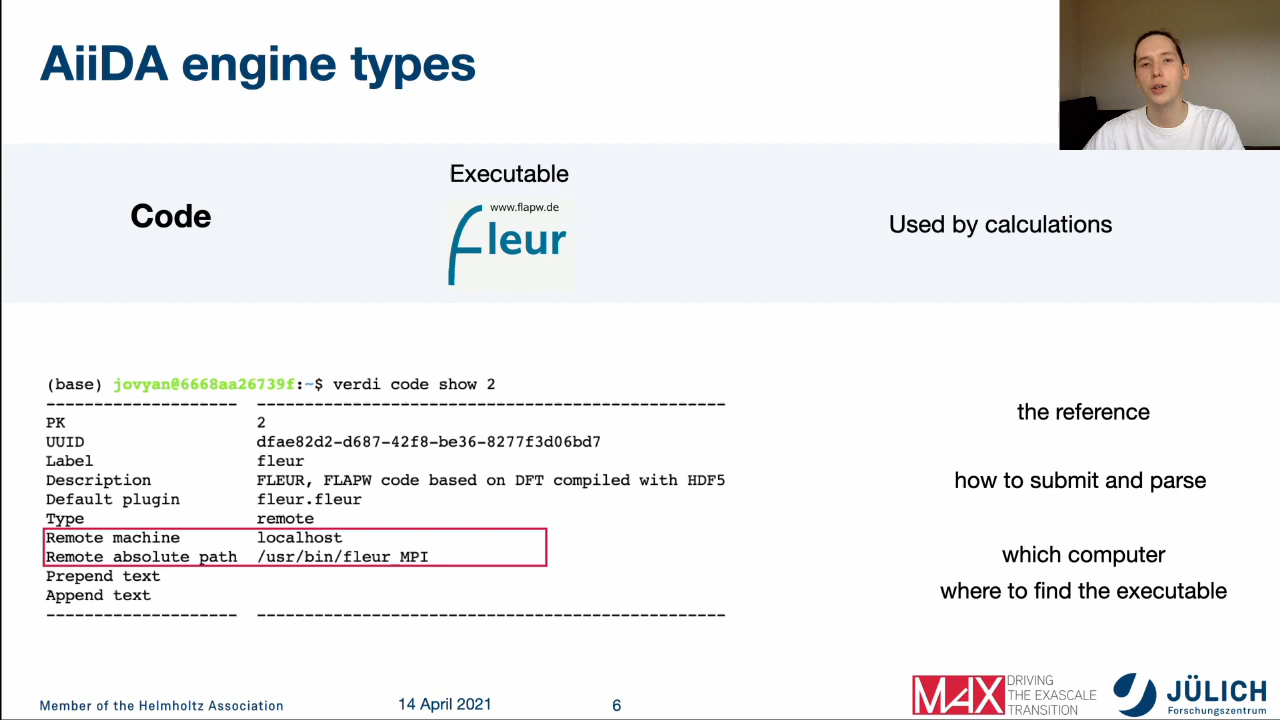 AiiDA engine types
Executable
www.flapw.de
fleur
Code
Used by calculations
(base) jovyan@6668aa26739f:~$ verdi code show 2
-------------------- -------------------------------------------------
PK 2
UUID dfae82d2-d687-42f8-be36-8277f3d06bd7
Label fleur
Description FLEUR, FLAPW code based on DFT compiled with HDF5
Default plugin fleur.fleur
Type remote
Remote machine localhost
Remote absolute path /usr/bin/fleur_MPI
Prepend text
Append text
-------------------- -------------------------------------------------
the reference
how to submit and parse
which computer
where to find the executable
Member of the Helmholtz Association
14 April 2021
6
MAX
DRIVING
THE EXASCALE
TRANSITION
JÜLICH
Forschungszentrum